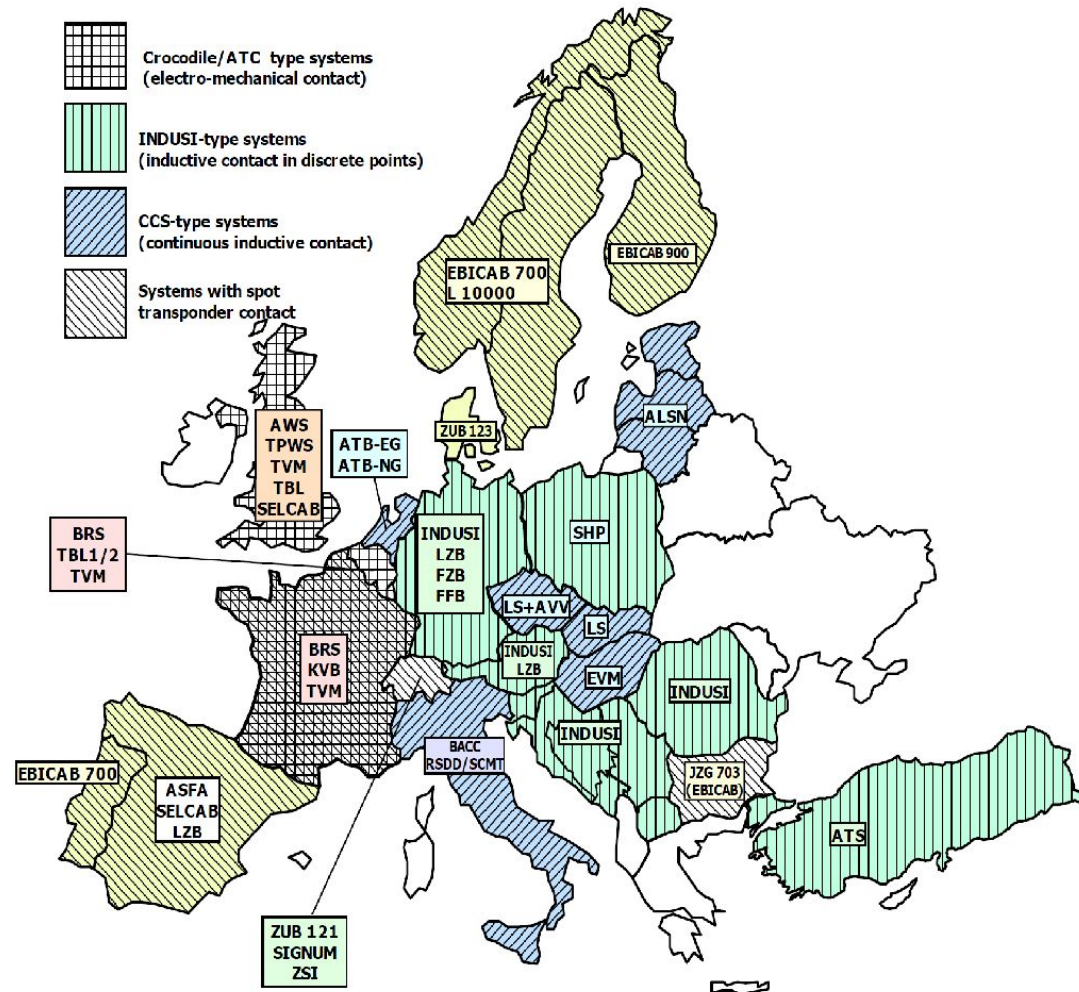 Crocodile/ATC type systems
(electro-mechanical contact)
INDUSI-type systems
(inductive contact in discrete points)
CCS-type systems
(continuous inductive contact)
Systems with spot
transponder contact
EBICAB 700
L 10000
EBICAB 900
ZUB 123
ALSN
AWS
TPWS
TVM
TBL
SELCAB
ATB-EG
ATB-NG
BRS
TBL1/2
TVM
INDUSI
LZB
FZB
FFB
SHP
LS+AVV
LS
INDUSI
LZB
EVM
BRS
KVB
TVM
INDUSI
INDUSI
BACC
RSDD/SCMT
JZG 703
(EBICAB)
EBICAB 700
ASFA
SELCAB
LZB
ATS
ZUB 121
SIGNUM
ZSI